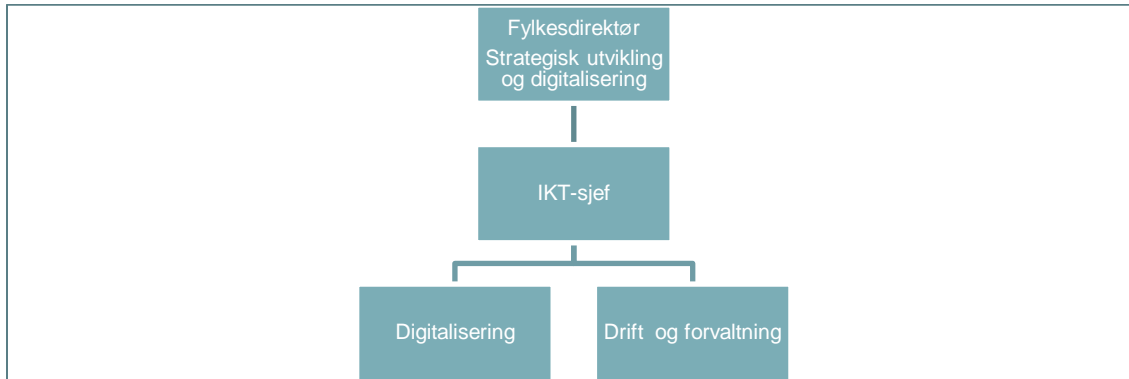 Fylkesdirektør
Strategisk utvikling
og digitalisering
IKT-sjef
Digitalisering
Drift og forvaltning